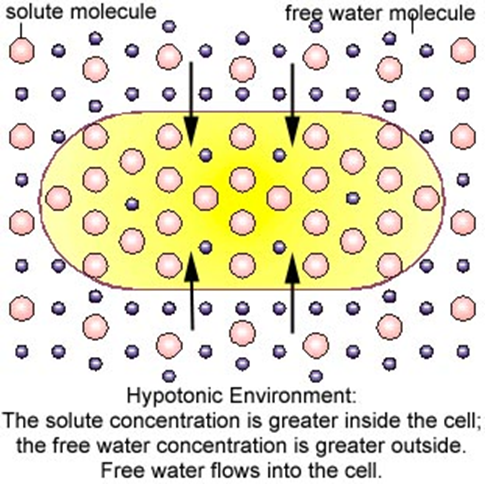 solute molecule
free water molecule
Hypotonic Environment:
The solute concentration is greater inside the cell;
the free water concentration is greater outside.
Free water flows into the cell.